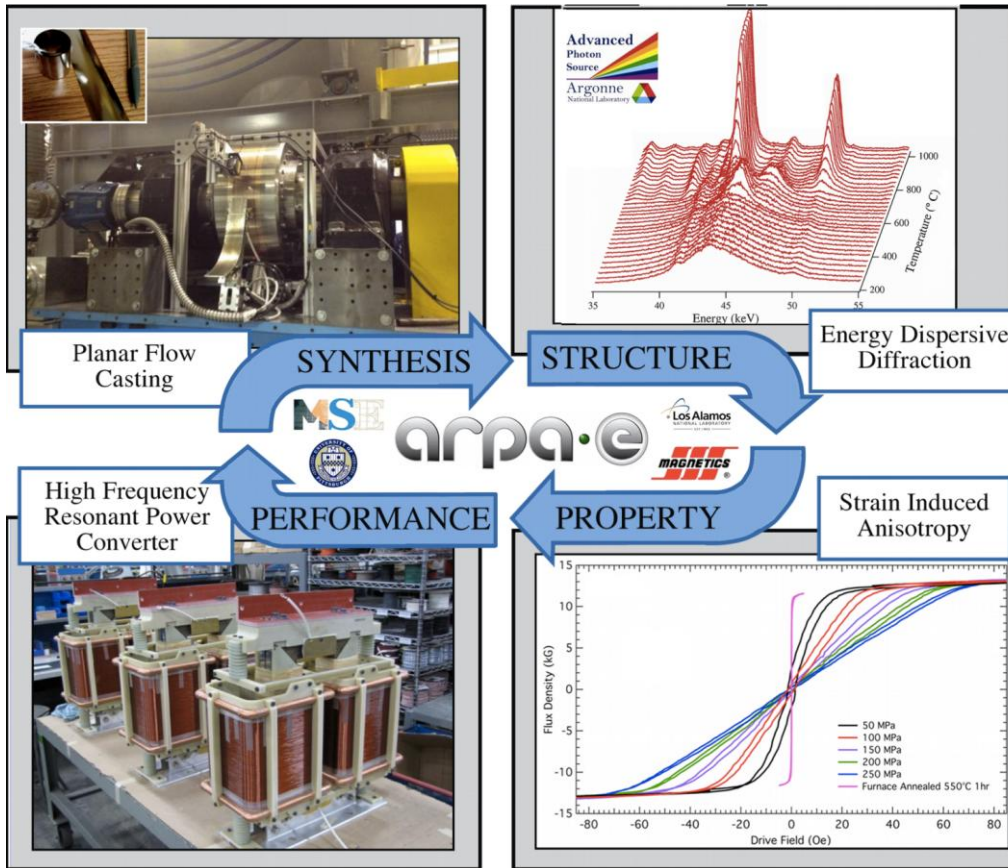 Advanced
Photon
Source
Argonne
National Laboratory
1000
800
600
400
200
Temperature (° C)
35
40
45
50
55
Energy (keV)
Planar Flow
Casting
SYNTHESIS
STRUCTURE
Energy Dispersive
Diffraction
MSE
arpa·e
Los Alamos
NATIONAL LABORATORY
MAGNETICS®
High Frequency
Resonant Power
Converter
PERFORMANCE
PROPERTY
Strain Induced
Anisotropy
15
10
5
0
-5
-10
-15
Flux Density (kG)
50 MPa
100 MPa
150 MPa
200 MPa
250 MPa
Furnace Annealed 550°C 1hr
-80
-60
-40
-20
0
20
40
60
80
Drive Field (Oe)